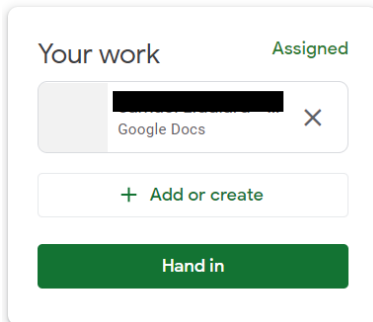 Your work
Assigned
Google Docs
+ Add or create
Hand in